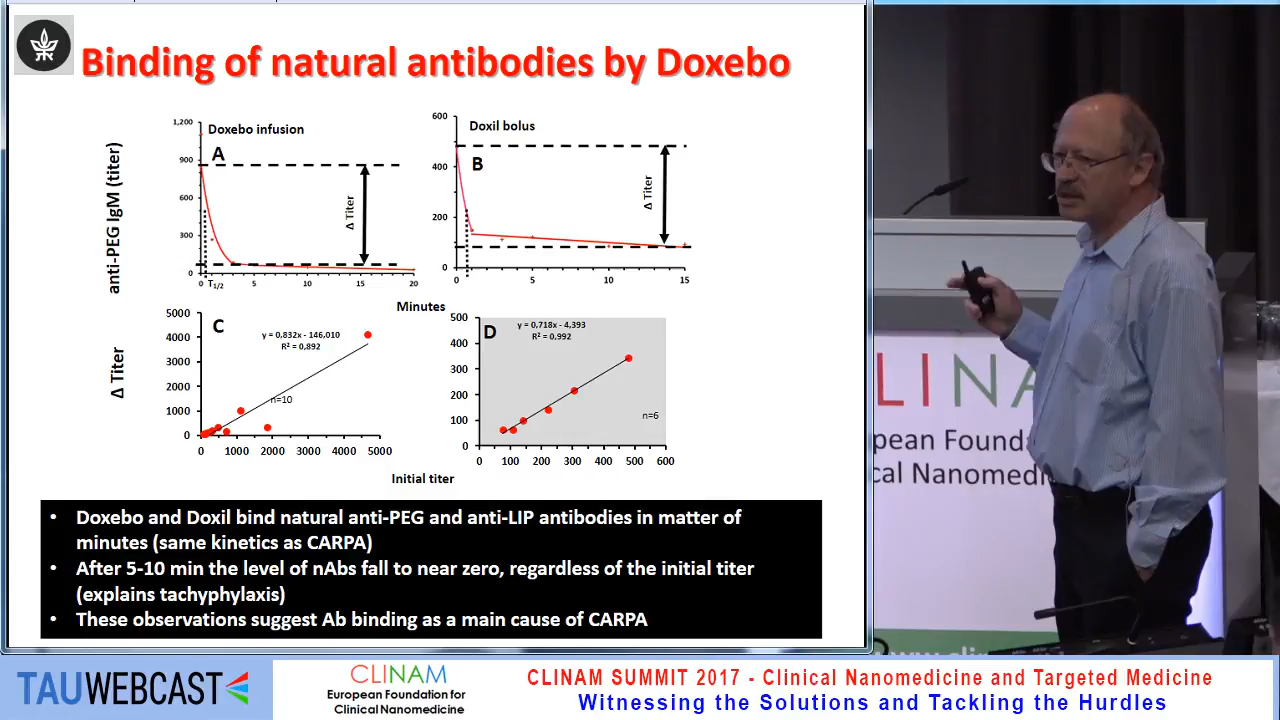 Binding of natural antibodies by Doxebo
1,200
900
600
300
0
Doxebo infusion
A
Δ Titer
0
T1/2
5
10
15
20
600
400
200
0
Doxil bolus
B
Δ Titer
0
5
10
15
anti-PEG IgM (titer)
Minutes
5000
4000
3000
2000
1000
0
C
y = 0,832x - 146,010
R² = 0,892
n=10
0
1000
2000
3000
4000
5000
500
400
300
200
100
0
D
y = 0,718x - 4,393
R² = 0,992
n=6
0
100
200
300
400
500
600
Δ Titer
Initial titer
• Doxebo and Doxil bind natural anti-PEG and anti-LIP antibodies in matter of
minutes (same kinetics as CARPA)
• After 5-10 min the level of nAbs fall to near zero, regardless of the initial titer
(explains tachyphylaxis)
• These observations suggest Ab binding as a main cause of CARPA
LINA
pean Founda
cal Nanomedic
TAUWEBCAST
CLINAM
European Foundation for
Clinical Nanomedicine
CLINAM SUMMIT 2017 - Clinical Nanomedicine and Targeted Medicine
Witnessing the Solutions and Tackling the Hurdles